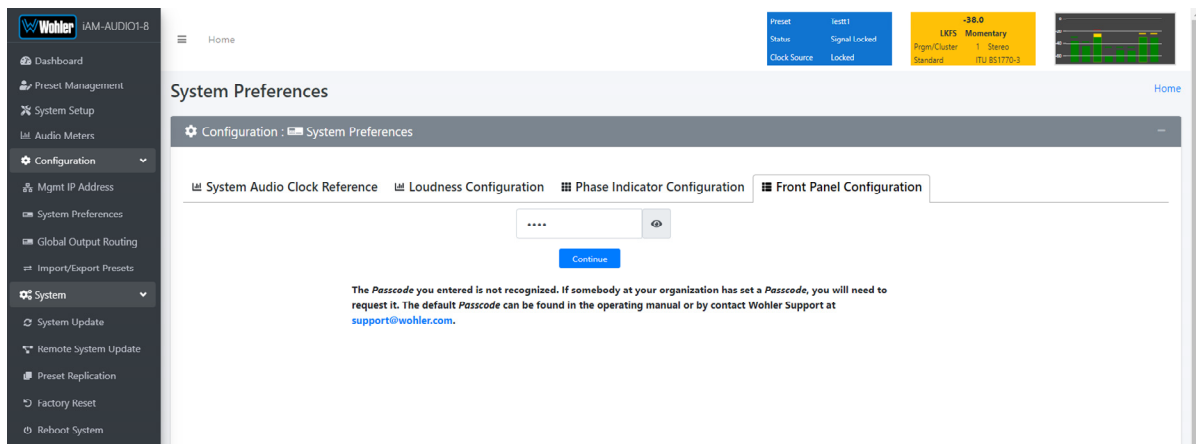 Wohler iAM-AUDIO1-8
Dashboard
Preset Management
System Setup
Audio Meters
Configuration
Mgmt IP Address
System Preferences
Global Output Routing
Import/Export Presets
System
System Update
Remote System Update
Preset Replication
Factory Reset
Reboot System
Home
Preset Testt1
Status Signal Locked
Clock Source Locked
-38.0
LKFS Momentary
Prgm/Cluster 1 Stereo
Standard ITU BS1770-3
System Preferences
Home
Configuration : System Preferences
System Audio Clock Reference Loudness Configuration Phase Indicator Configuration Front Panel Configuration
Continue
The Passcode you entered is not recognized. If somebody at your organization has set a Passcode, you will need to
request it. The default Passcode can be found in the operating manual or by contact Wohler Support at
support@wohler.com.